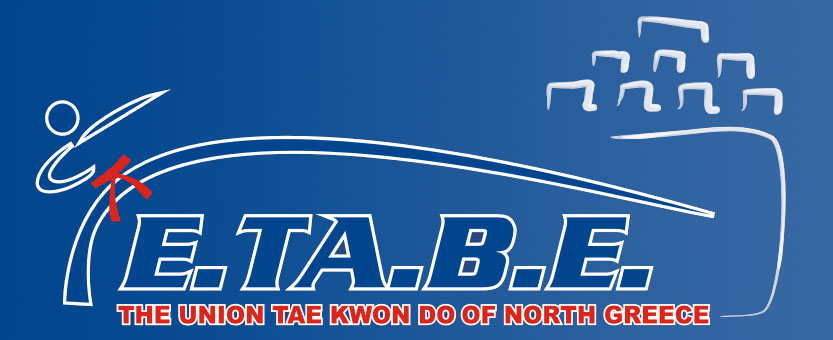 E.TA.B.E.
THE UNION TAE KWON DO OF NORTH GREECE